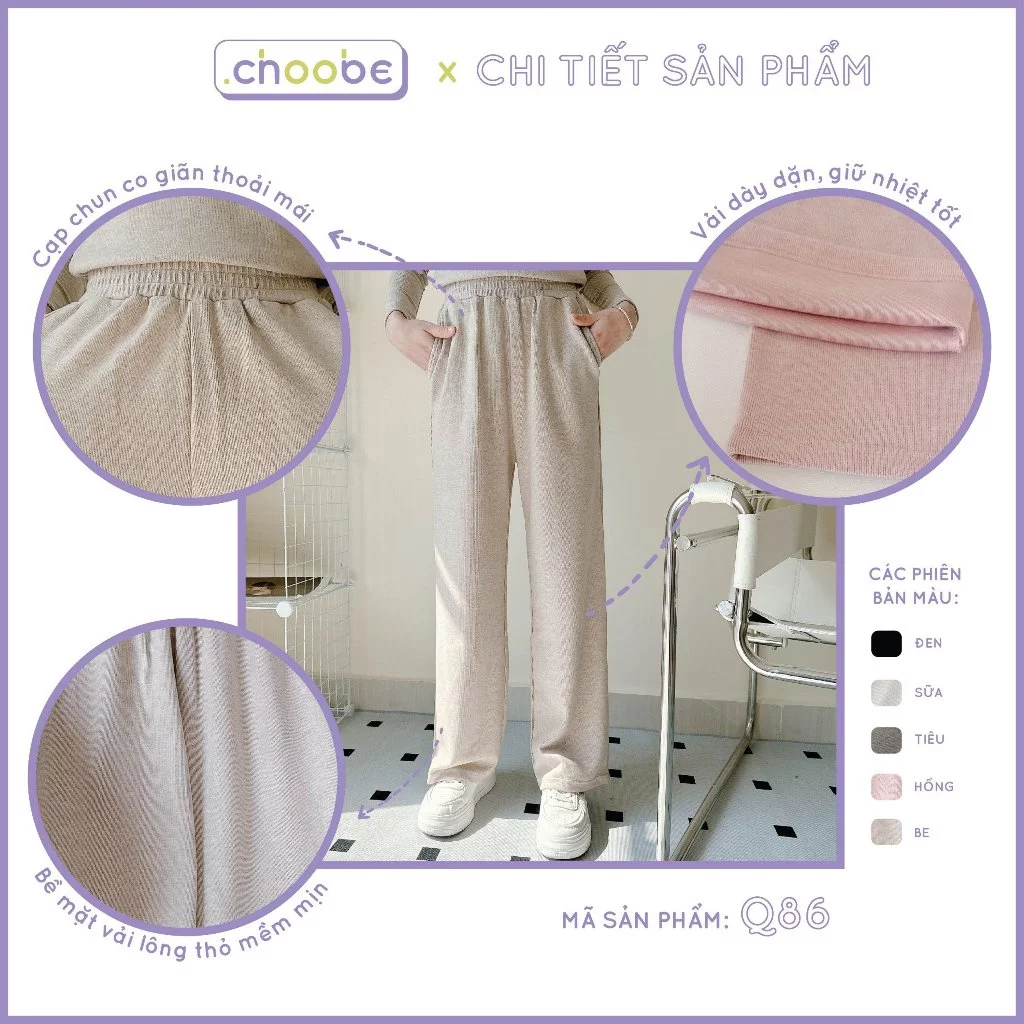 .choobe x CHI TIẾT SẢN PHẨM
Cạp chun co giãn thoải mái
Vải dày dặn, giữ nhiệt tốt
CÁC PHIÊN
BẢN MÀU:
ĐEN
SỮA
TIÊU
HỒNG
BE
Bề mặt vải lông thỏ mềm mịn
MÃ SẢN PHẨM: Q86